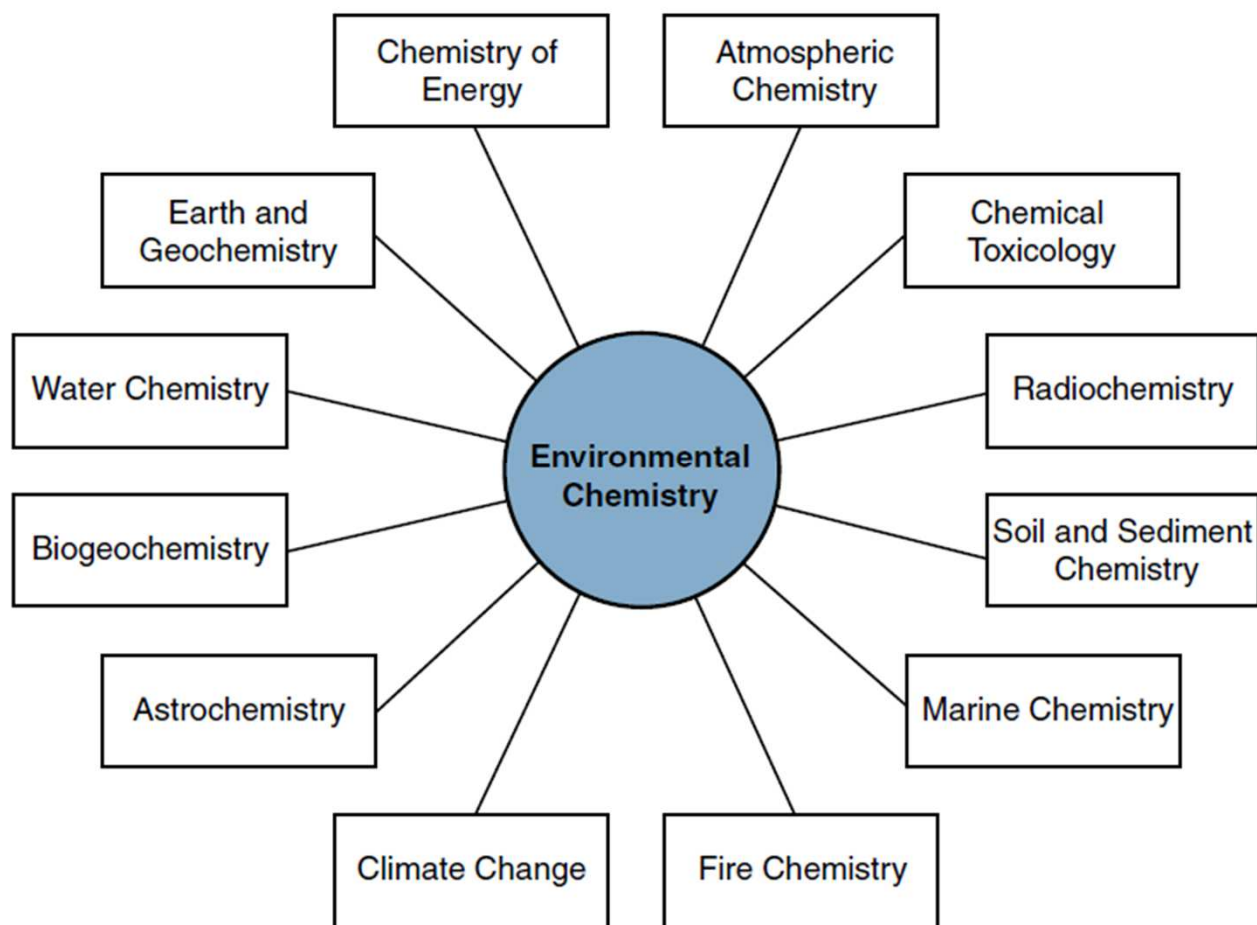 Chemistry of
Energy
Atmospheric
Chemistry
Earth and
Geochemistry
Chemical
Toxicology
Water Chemistry
Radiochemistry
Environmental
Chemistry
Biogeochemistry
Soil and Sediment
Chemistry
Astrochemistry
Marine Chemistry
Climate Change
Fire Chemistry